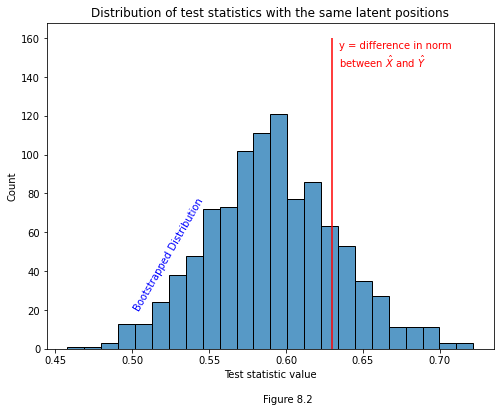 Distribution of test statistics with the same latent positions
160
140
120
100
80
60
40
20
0
Count
y = difference in norm
between X̂ and Ŷ
Bootstrapped Distribution
0.45
0.50
0.55
0.60
0.65
0.70
Test statistic value
Figure 8.2